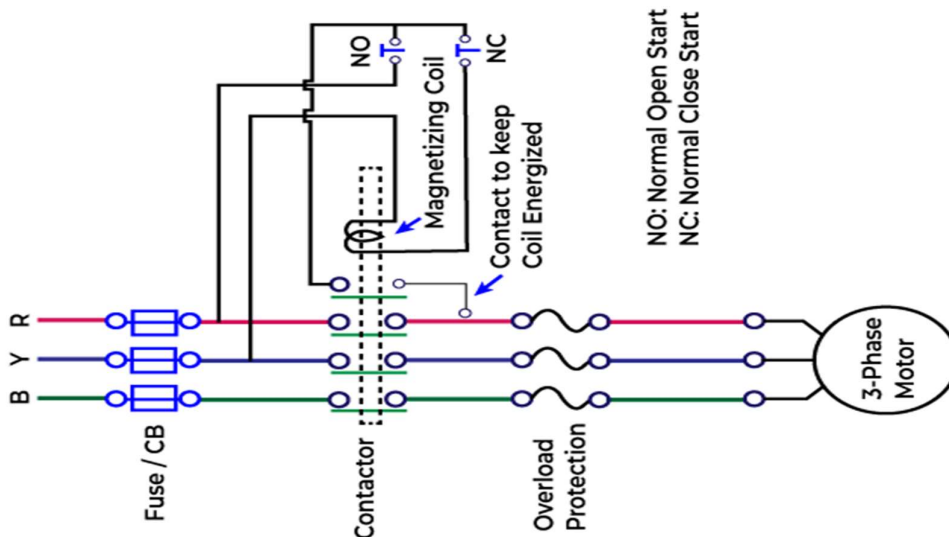 R
Y
B
Fuse / CB
Contactor
NO
NC
Magnetizing Coil
Contact to keep
Coil Energized
Overload
Protection
NO: Normal Open Start
NC: Normal Close Start
3-Phase
Motor